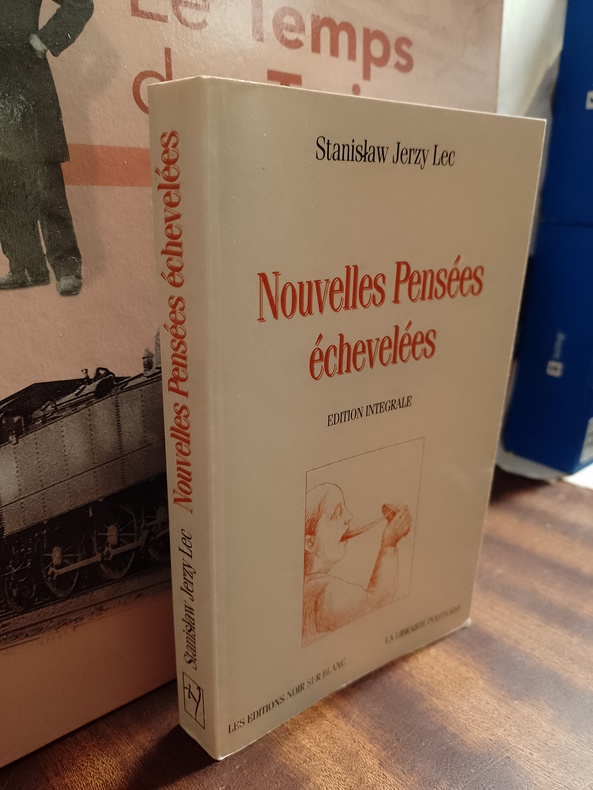 Le Temps
Stanisław Jerzy Lec
Nouvelles Pensées
échevelées
EDITION INTEGRALE
LES EDITIONS NOIR SUR BLANC
LA LIBRAIRIE POLONAISE
Stanisław Jerzy Lec Nouvelles Pensées échevelées